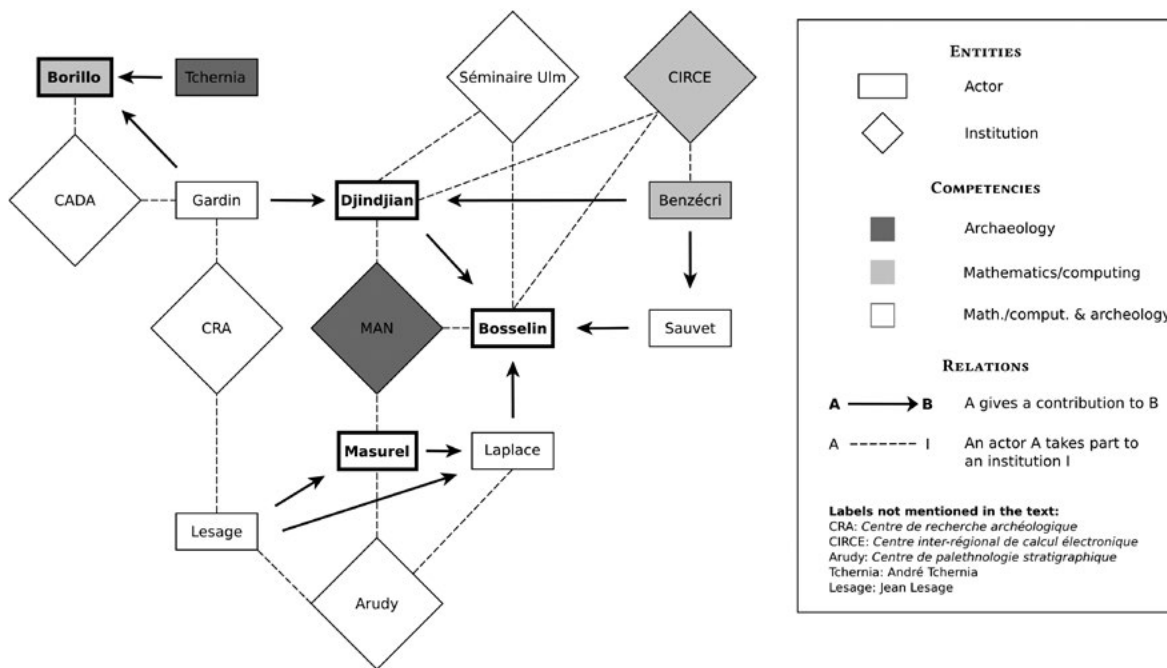 Borillo
Tchernia
Séminaire Ulm
CIRCE
CADA
Gardin
Djindjian
Benzécri
CRA
MAN
Bosselin
Sauvet
Masurel
Laplace
Lesage
Arudy
ENTITIES
Actor
Institution
COMPETENCIES
Archaeology
Mathematics/computing
Math./comput. & archeology
RELATIONS
A B A gives a contribution to B
A I An actor A takes part to
an institution I
Labels not mentioned in the text:
CRA: Centre de recherche archéologique
CIRCE: Centre inter-régional de calcul électronique
Arudy: Centre de palethnologie stratigraphique
Tchernia: André Tchernia
Lesage: Jean Lesage